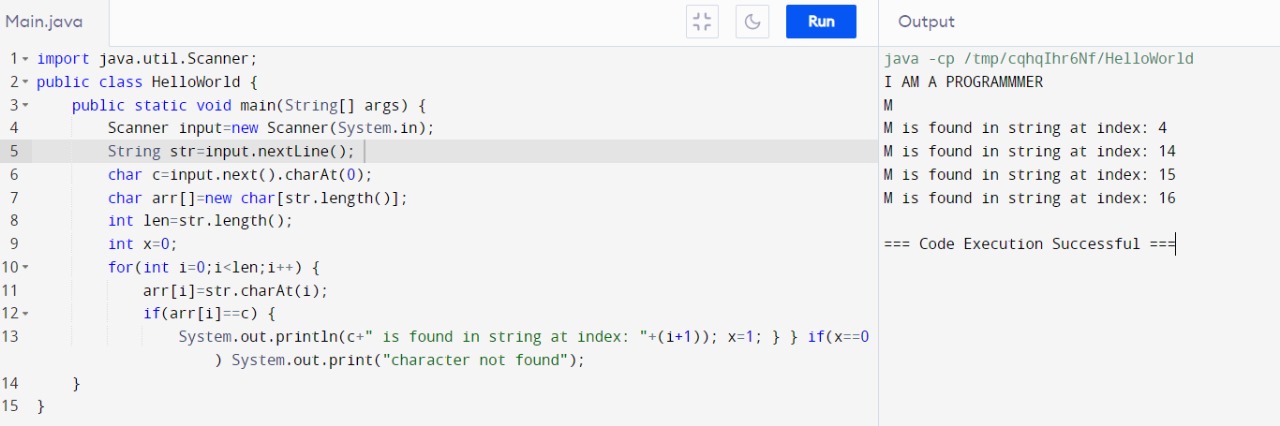 Main.java
Run
1 import java.util.Scanner;
2 public class HelloWorld {
3     public static void main(String[] args) {
4         Scanner input=new Scanner(System.in);
5         String str=input.nextLine();
6         char c=input.next().charAt(0);
7         char arr[]=new char[str.length()];
8         int len=str.length();
9         int x=0;
10         for(int i=0;i<len;i++) {
11             arr[i]=str.charAt(i);
12             if(arr[i]==c) {
13                 System.out.println(c+" is found in string at index: "+(i+1)); x=1; } } if(x==0
                    ) System.out.print("character not found");
14     }
15 }
Output
java -cp /tmp/cqhqIhr6Nf/HelloWorld
I AM A PROGRAMMMER
M
M is found in string at index: 4
M is found in string at index: 14
M is found in string at index: 15
M is found in string at index: 16
=== Code Execution Successful ===